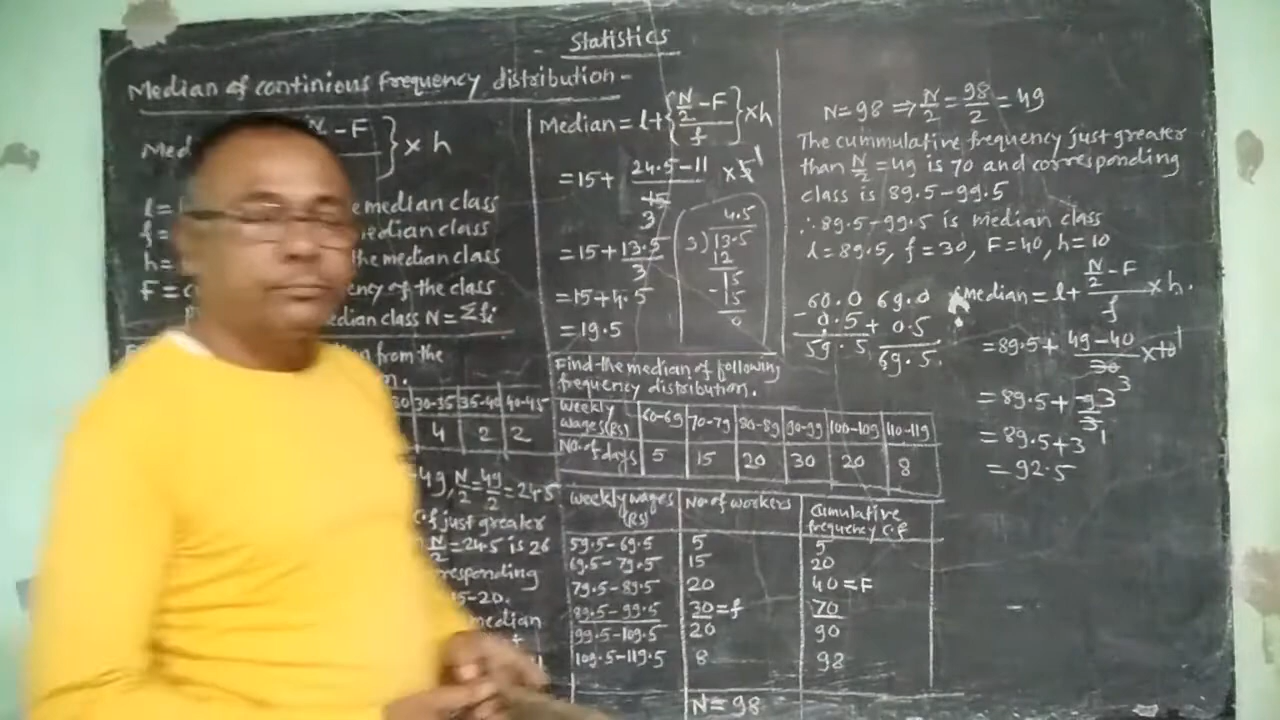 Statistics
Median of continious frequency distribution-
N/2 - F } × h
l =
e median class
f =
edian class
h =
the median class
F = c
ency of the class
edian class N = Σfi
from the
30-35 35-40 40-45
4 2 2
49, N/2 = 49/2 = 24.5
c.f just greater
N/2 = 24.5 is 26
responding
15-20.
median
Median = l + { (N/2 - F) / f } × h
= 15 + (24.5 - 11) / 15 × 5 1
3
= 15 + 13.5 / 3
= 15 + 4.5
= 19.5
4.5
3) 13.5
12
15
- 15
0
Find the median of following
frequency distribution.
Weekly wages (Rs) 60-69 70-79 80-89 90-99 100-109 110-119
No. of days 5 15 20 30 20 8
Weekly wages (Rs) No. of workers Cumulative frequency c.f
59.5 - 69.5 5 5
69.5 - 79.5 15 20
79.5 - 89.5 20 40 = F
89.5 - 99.5 30 = f 70
99.5 - 109.5 20 90
109.5 - 119.5 8 98
N = 98
N = 98 ⇒ N/2 = 98/2 = 49
The cummulative frequency just greater
than N/2 = 49 is 70 and corresponding
class is 89.5 - 99.5
∴ 89.5 - 99.5 is median class
l = 89.5, f = 30, F = 40, h = 10
60.0 69.0
- 0.5 + 0.5
59.5 69.5
Median = l + (N/2 - F) / f × h.
= 89.5 + (49 - 40) / 30 × 10 1
3
= 89.5 + 9 3 / 3 1
= 89.5 + 3
= 92.5